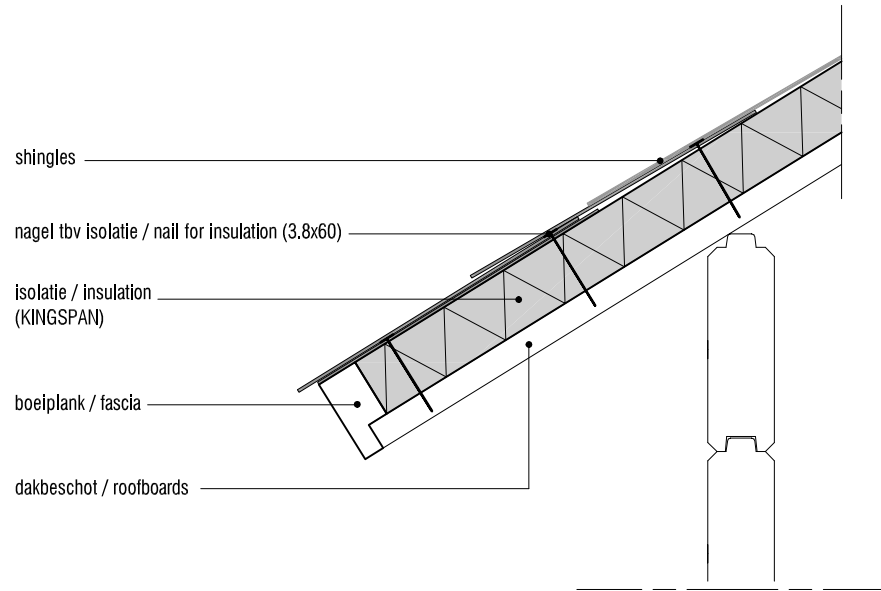 shingles
nagel tbv isolatie / nail for insulation (3.8x60)
isolatie / insulation
(KINGSPAN)
boeiplank / fascia
dakbeschot / roofboards